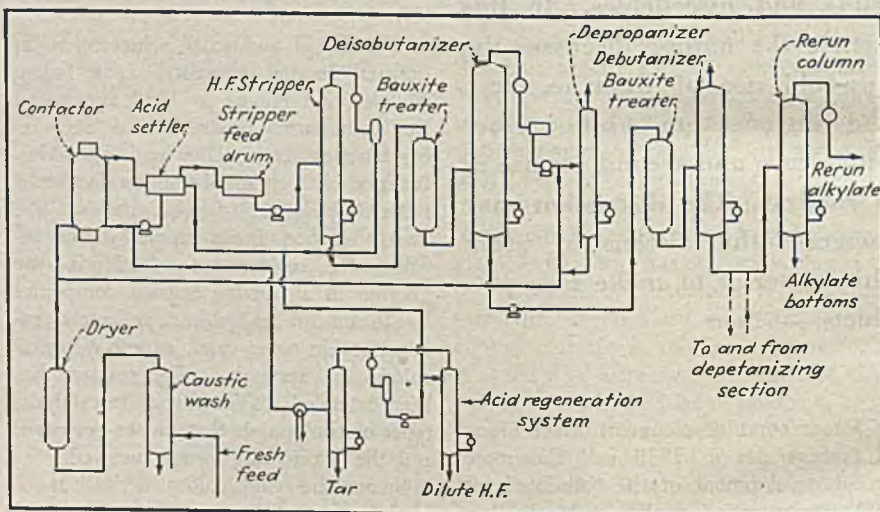 Contactor
Acid
settler
H.F. Stripper
Stripper
feed
drum
Bauxite
treater
Deisobutanizer
Depropanizer
Debutanizer
Bauxite
treater
Rerun
column
Rerun
alkylate
Alkylate
bottoms
To and from
depetanizing
section
Dryer
Caustic
wash
Fresh
feed
Tar
Dilute H.F.
Acid regeneration
system